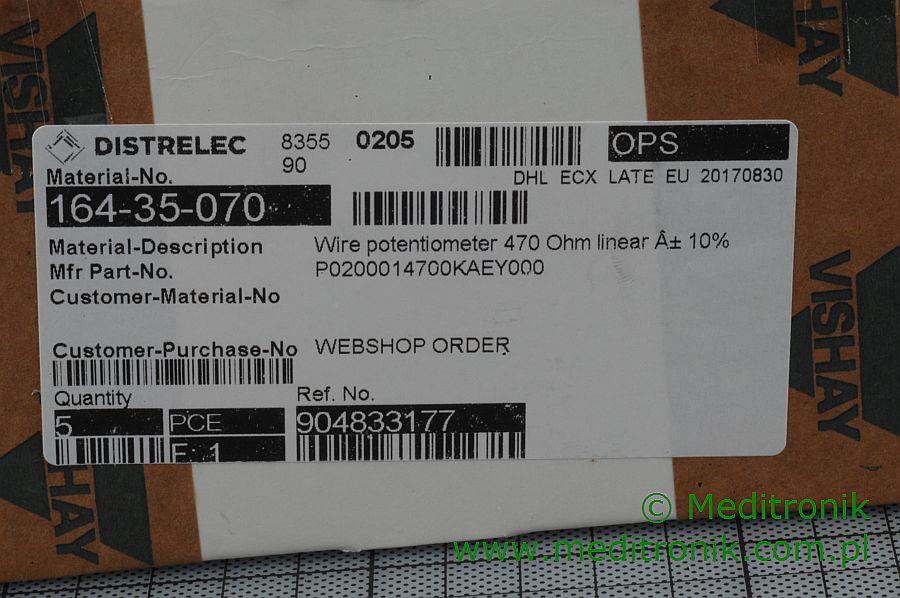 VISHAY
VISHAY
DISTRELEC
8355
90
0205
OPS
Material-No.
DHL ECX LATE EU 20170830
164-35-070
Material-Description
Wire potentiometer 470 Ohm linear Â± 10%
Mfr Part-No.
P0200014700KAEY000
Customer-Material-No
Customer-Purchase-No
WEBSHOP ORDER
Quantity
Ref. No.
5
PCE
904833177
F: 1
VISHAY
VISHAY
© Meditronik
www.meditronik.com.pl